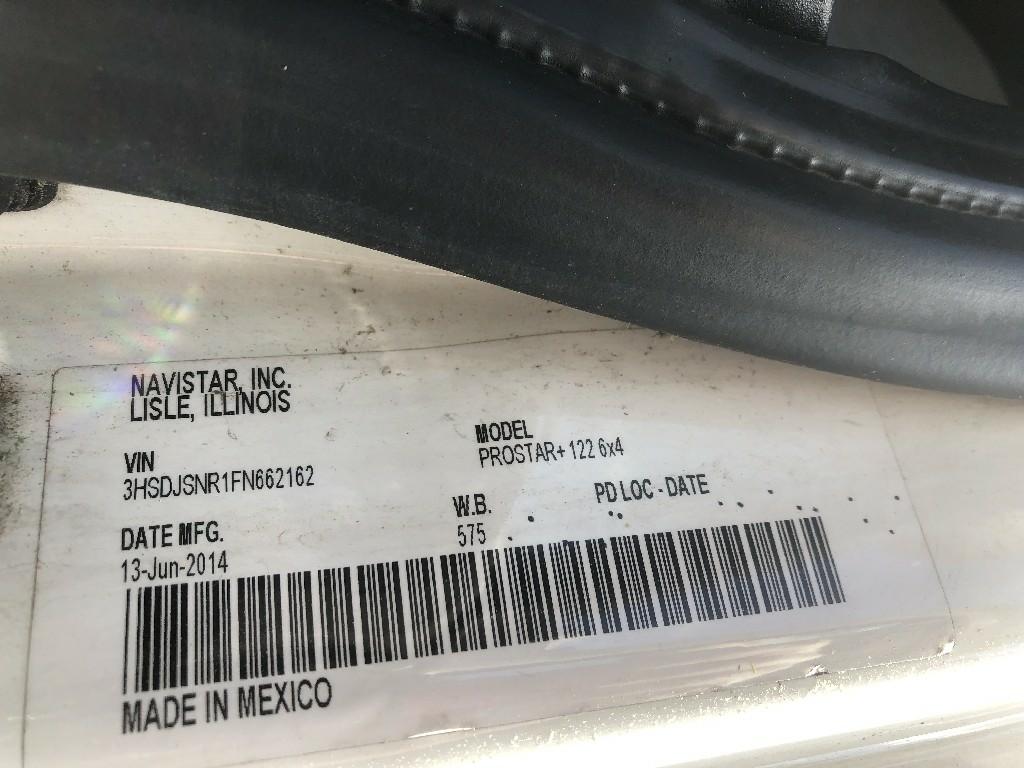 NAVISTAR, INC.
LISLE, ILLINOIS
VIN
3HSDJSNR1FN662162
MODEL
PROSTAR+ 122 6x4
DATE MFG.
13-Jun-2014
W.B.
575
PD LOC - DATE
MADE IN MEXICO